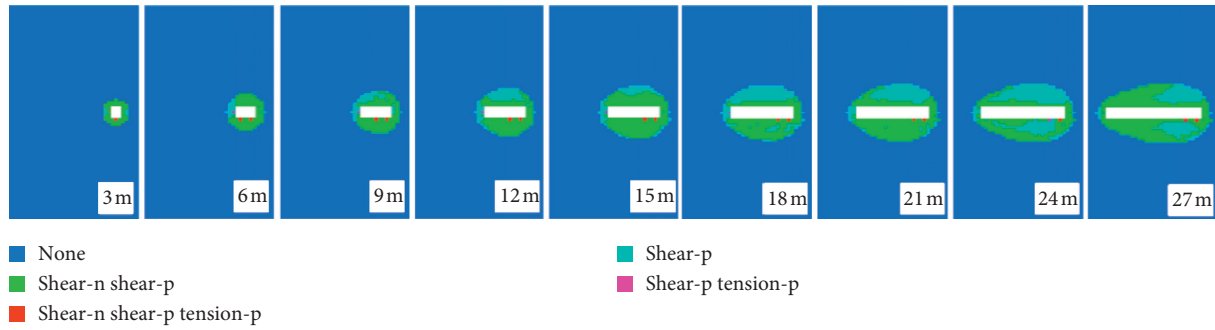 3 m
6 m
9 m
12 m
15 m
18 m
21 m
24 m
27 m
None
Shear-n shear-p
Shear-n shear-p tension-p
Shear-p
Shear-p tension-p